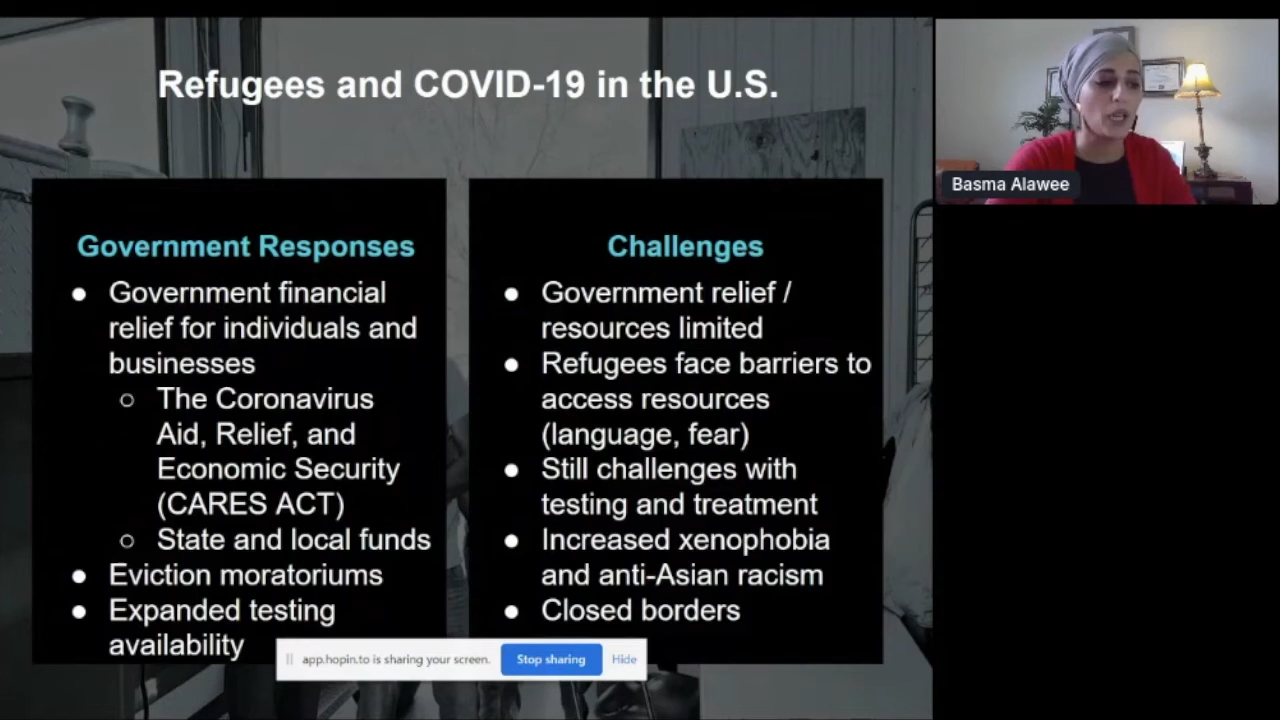 Refugees and COVID-19 in the U.S.
Government Responses
● Government financial
relief for individuals and
businesses
○ The Coronavirus
Aid, Relief, and
Economic Security
(CARES ACT)
○ State and local funds
● Eviction moratoriums
● Expanded testing
availability
Challenges
● Government relief /
resources limited
● Refugees face barriers to
access resources
(language, fear)
● Still challenges with
testing and treatment
● Increased xenophobia
and anti-Asian racism
● Closed borders
Basma Alawee
app.hopin.to is sharing your screen.
Stop sharing
Hide